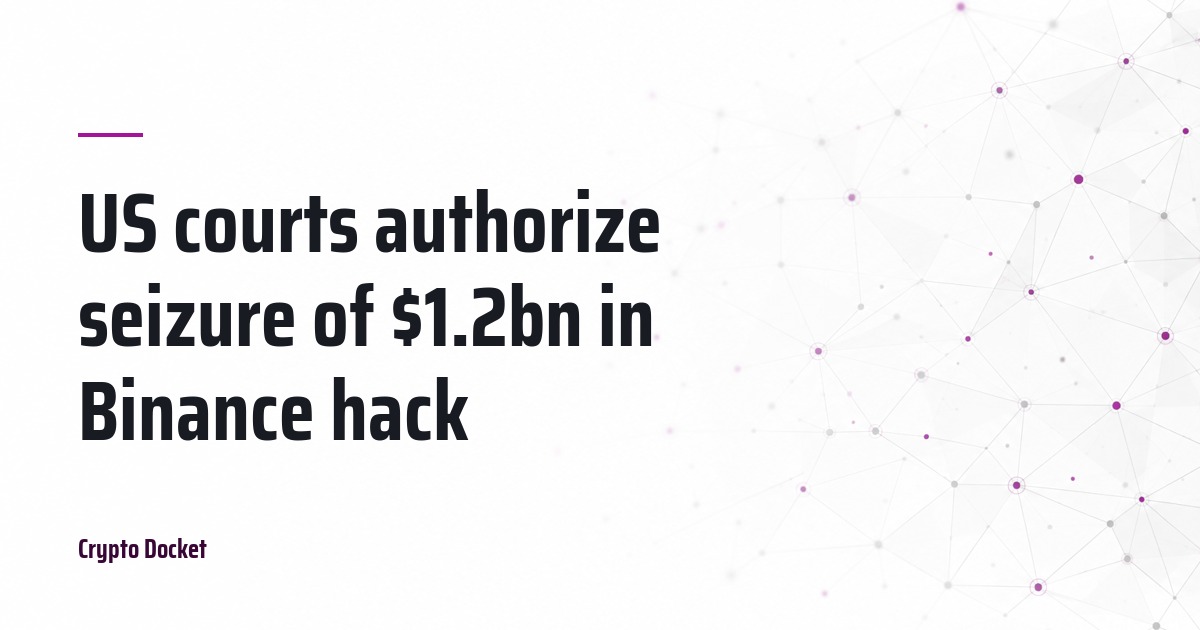 US courts authorize
seizure of $1.2bn in
Binance hack
Crypto Docket